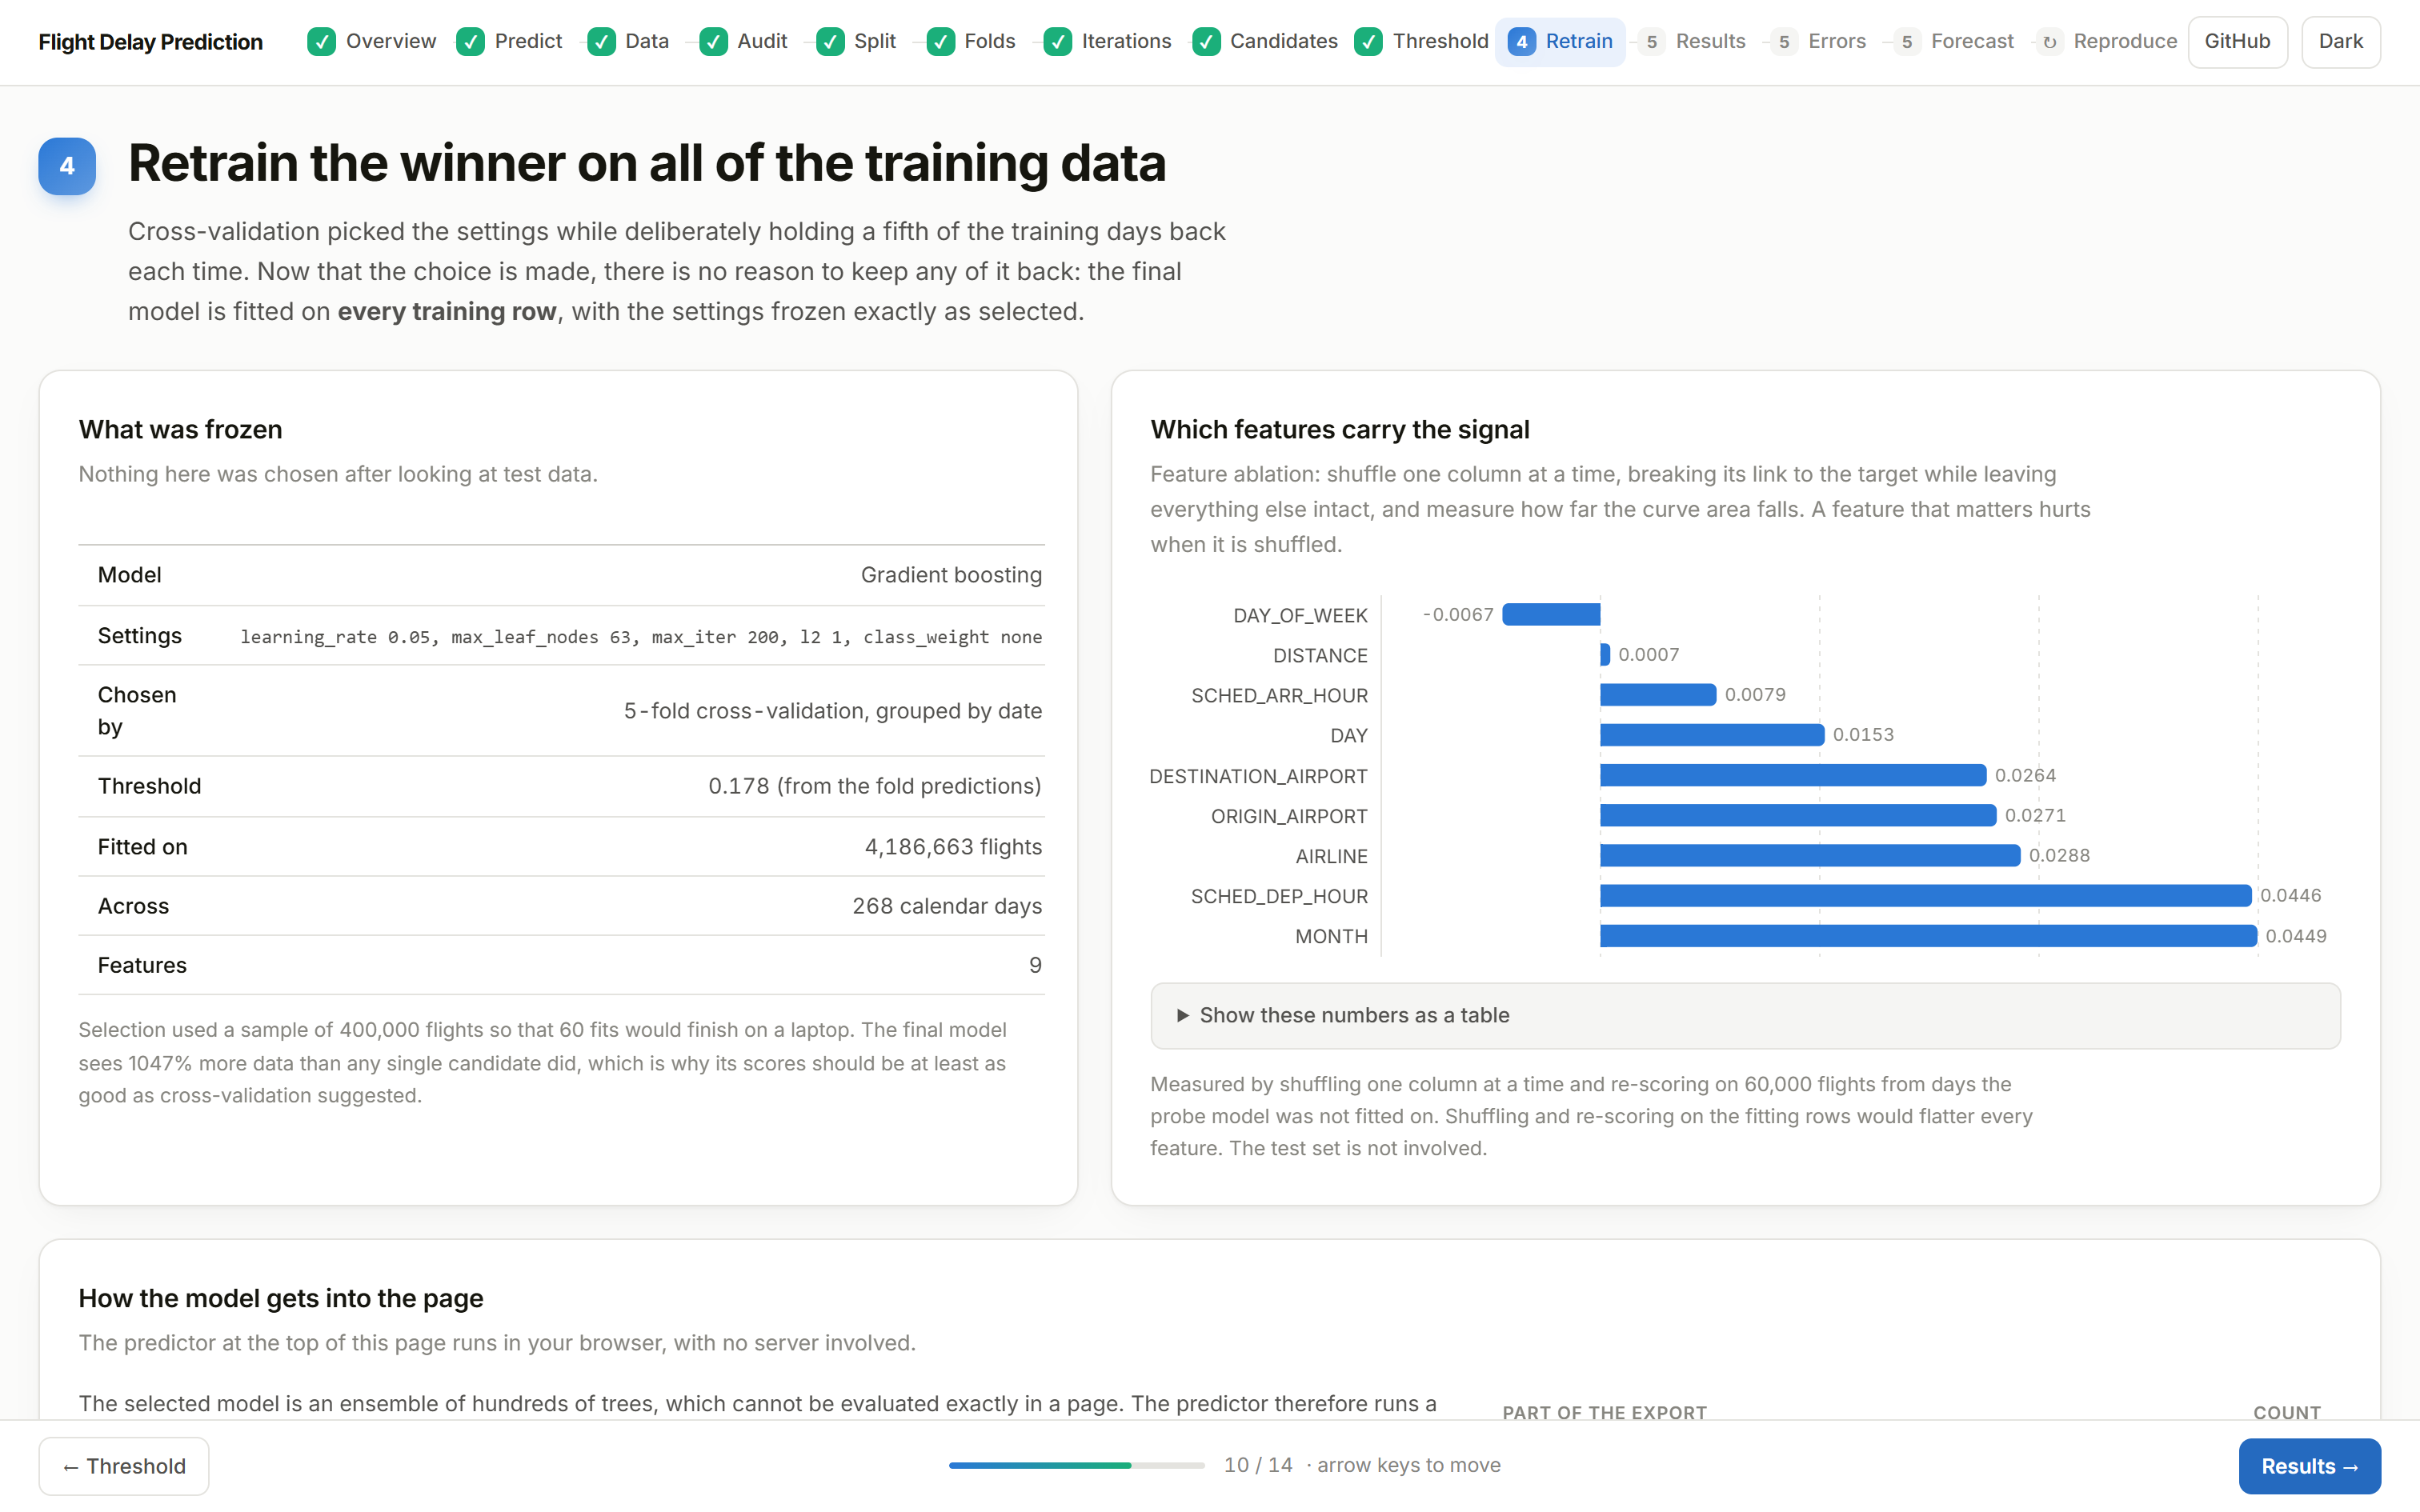 Flight Delay Prediction
✓ Overview ✓ Predict ✓ Data ✓ Audit ✓ Split ✓ Folds ✓ Iterations ✓ Candidates ✓ Threshold 4 Retrain 5 Results 5 Errors 5 Forecast ↻ Reproduce GitHub Dark
4
Retrain the winner on all of the training data
Cross-validation picked the settings while deliberately holding a fifth of the training days back
each time. Now that the choice is made, there is no reason to keep any of it back: the final
model is fitted on every training row, with the settings frozen exactly as selected.
What was frozen
Nothing here was chosen after looking at test data.
Model Gradient boosting
Settings learning_rate 0.05, max_leaf_nodes 63, max_iter 200, l2 1, class_weight none
Chosen
by
5-fold cross-validation, grouped by date
Threshold 0.178 (from the fold predictions)
Fitted on 4,186,663 flights
Across 268 calendar days
Features 9
Selection used a sample of 400,000 flights so that 60 fits would finish on a laptop. The final model
sees 1047% more data than any single candidate did, which is why its scores should be at least as
good as cross-validation suggested.
Which features carry the signal
Feature ablation: shuffle one column at a time, breaking its link to the target while leaving
everything else intact, and measure how far the curve area falls. A feature that matters hurts
when it is shuffled.
DAY_OF_WEEK -0.0067
DISTANCE 0.0007
SCHED_ARR_HOUR 0.0079
DAY 0.0153
DESTINATION_AIRPORT 0.0264
ORIGIN_AIRPORT 0.0271
AIRLINE 0.0288
SCHED_DEP_HOUR 0.0446
MONTH 0.0449
▶ Show these numbers as a table
Measured by shuffling one column at a time and re-scoring on 60,000 flights from days the
probe model was not fitted on. Shuffling and re-scoring on the fitting rows would flatter every
feature. The test set is not involved.
How the model gets into the page
The predictor at the top of this page runs in your browser, with no server involved.
The selected model is an ensemble of hundreds of trees, which cannot be evaluated exactly in a page. The predictor therefore runs a
PART OF THE EXPORT COUNT
← Threshold
10 / 14 · arrow keys to move
Results →